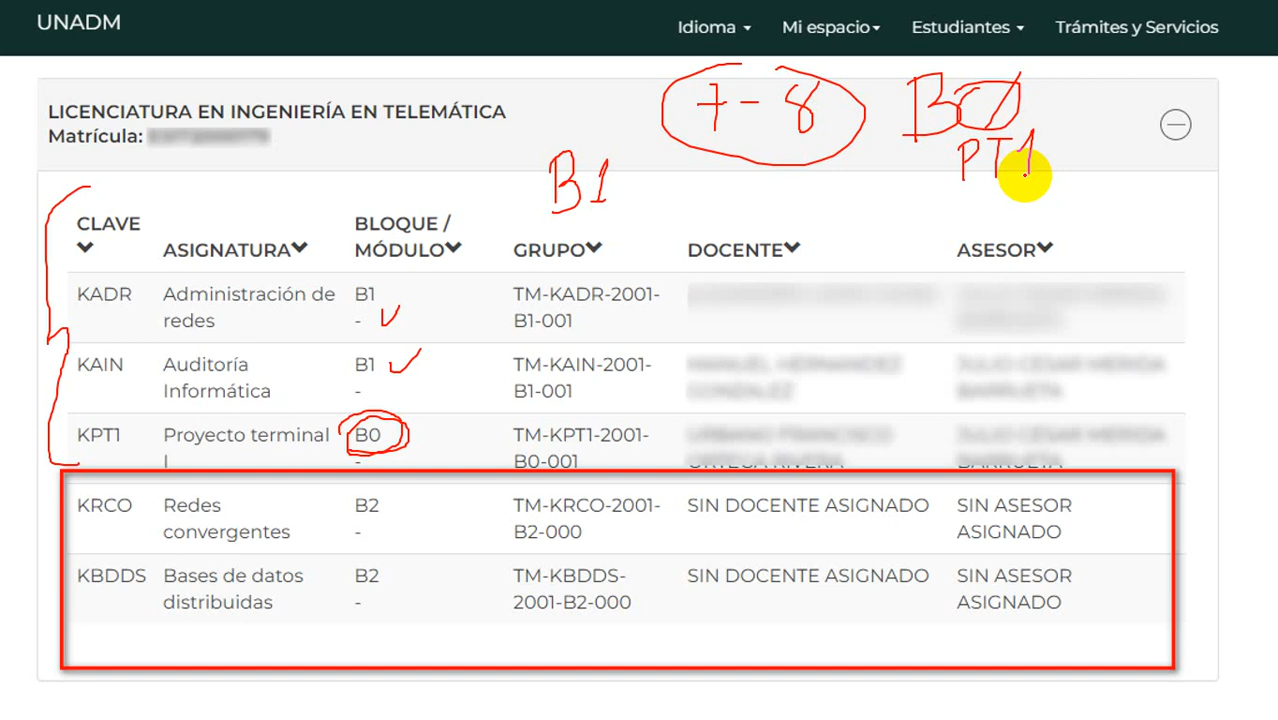 UNADM
Idioma Mi espacio Estudiantes Trámites y Servicios
LICENCIATURA EN INGENIERÍA EN TELEMÁTICA
Matrícula:
7 - 8
B0
PT1
B1
CLAVE ASIGNATURA BLOQUE / MÓDULO GRUPO DOCENTE ASESOR
KADR Administración de redes B1 - TM-KADR-2001-B1-001
KAIN Auditoría Informática B1 - TM-KAIN-2001-B1-001
KPT1 Proyecto terminal I B0 - TM-KPT1-2001-B0-001
KRCO Redes convergentes B2 - TM-KRCO-2001-B2-000 SIN DOCENTE ASIGNADO SIN ASESOR ASIGNADO
KBDDS Bases de datos distribuidas B2 - TM-KBDDS-2001-B2-000 SIN DOCENTE ASIGNADO SIN ASESOR ASIGNADO